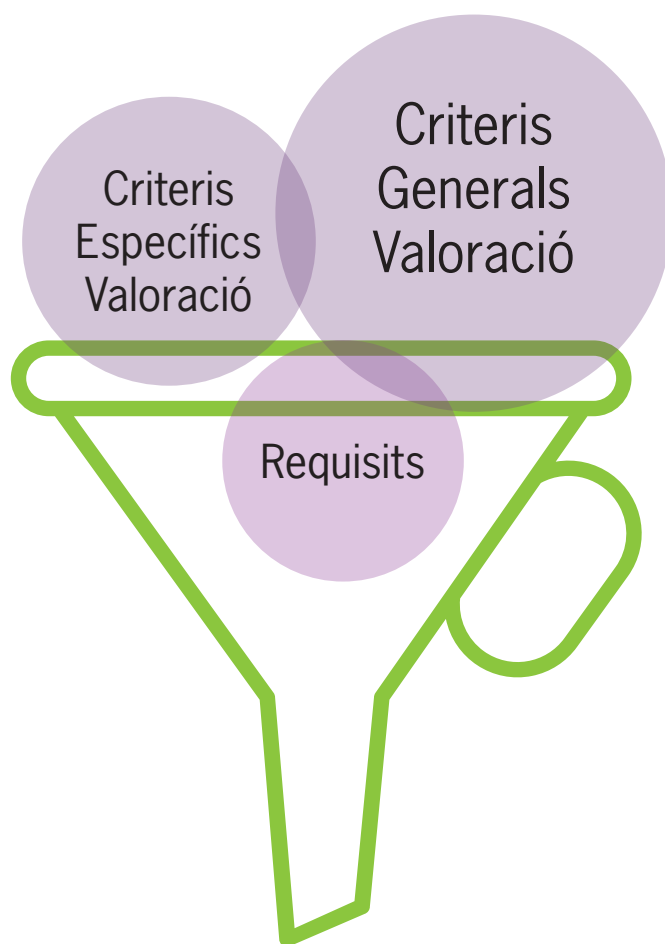 Criteris
Específics
Valoració
Criteris
Generals
Valoració
Requisits